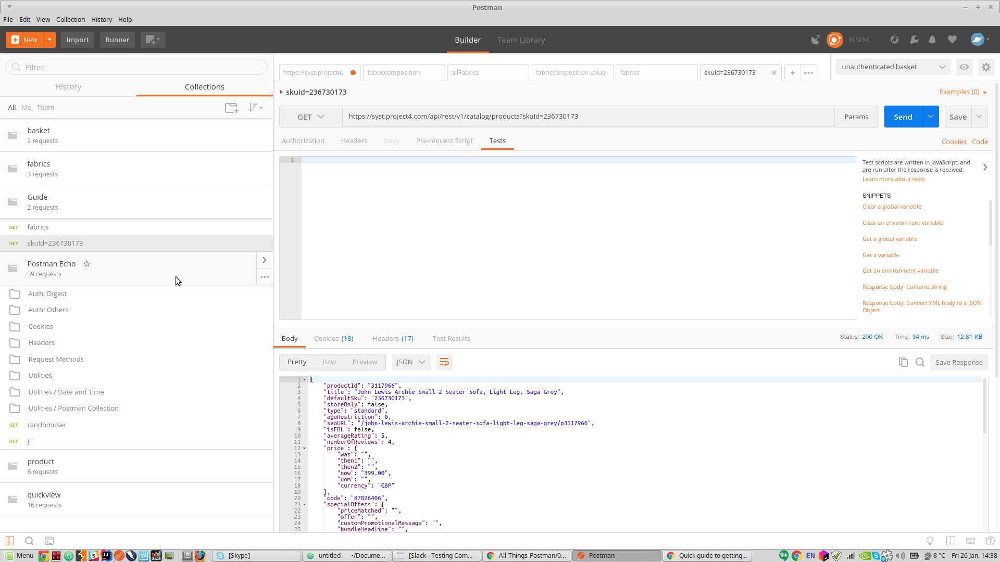 Postman
File Edit View Collection History Help
New Import Runner Builder Team Library IN SYNC
Filter
History Collections
All Me Team
basket
2 requests
fabrics
3 requests
Guide
2 requests
GET fabrics
GET skuId=236730173
Postman Echo
39 requests
Auth: Digest
Auth: Others
Cookies
Headers
Request Methods
Utilities
Utilities / Date and Time
Utilities / Postman Collection
GET randomuser
GET jl
product
6 requests
quickview
16 requests
https://syst.project4. fabriccomposition allFabrics fabriccomposition value fabrics skuId=236730173
unauthenticated basket
skuId=236730173
Examples (0)
GET https://syst.project4.com/api/rest/v1/catalog/products?skuId=236730173 Params Send Save
Authorization Headers Body Pre-request Script Tests Cookies Code
1
Test scripts are written in JavaScript, and
are run after the response is received.
Learn more about tests
SNIPPETS
Clear a global variable
Clear an environment variable
Get a global variable
Get a variable
Get an environment variable
Response body: Contains string
Response body: Convert XML body to a JSON
Object
Body Cookies (18) Headers (17) Test Results Status: 200 OK Time: 34 ms Size: 12.61 KB
Pretty Raw Preview JSON Save Response
1 {
2 "productId": "3117966",
3 "title": "John Lewis Archie Small 2 Seater Sofa, Light Leg, Saga Grey",
4 "defaultSku": "236730173",
5 "storeOnly": false,
6 "type": "standard",
7 "ageRestriction": 0,
8 "seoURL": "/john-lewis-archie-small-2-seater-sofa-light-leg-saga-grey/p3117966",
9 "isFBL": false,
10 "averageRating": 5,
11 "numberOfReviews": 4,
12 "price": {
13 "was": "",
14 "then1": "",
15 "then2": "",
16 "now": "399.00",
17 "uom": "",
18 "currency": "GBP"
19 },
20 "code": "87026406",
21 "specialOffers": {
22 "priceMatched": "",
23 "offer": "",
24 "customPromotionalMessage": "",
25 "bundleHeadline": "",
Menu [Skype] untitled — ~/Docume... [Slack - Testing Com... All-Things-Postman/0... Postman Quick guide to getting... EN 8 °C Fri 26 Jan, 14:38